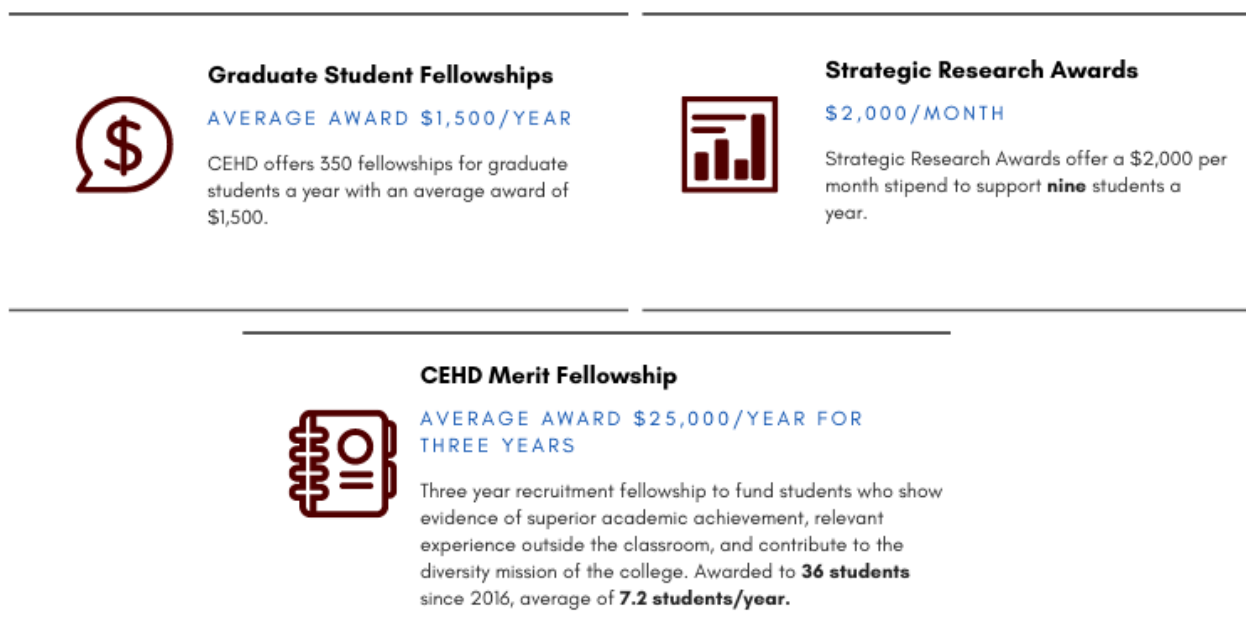 Graduate Student Fellowships
AVERAGE AWARD $1,500/YEAR
CEHD offers 350 fellowships for graduate
students a year with an average award of
$1,500.
Strategic Research Awards
$2,000/MONTH
Strategic Research Awards offer a $2,000 per
month stipend to support nine students a
year.
CEHD Merit Fellowship
AVERAGE AWARD $25,000/YEAR FOR
THREE YEARS
Three year recruitment fellowship to fund students who show
evidence of superior academic achievement, relevant
experience outside the classroom, and contribute to the
diversity mission of the college. Awarded to 36 students
since 2016, average of 7.2 students/year.